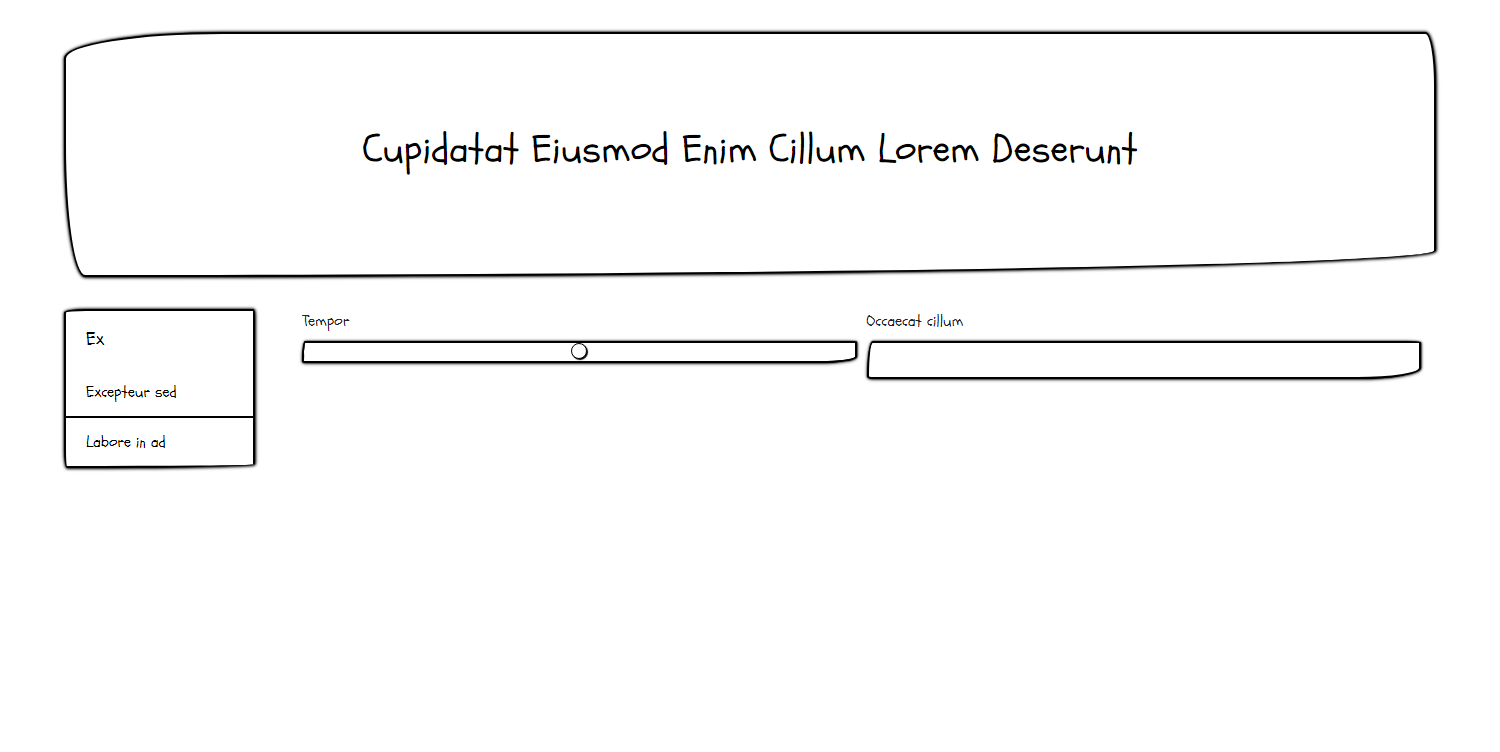 Cupidatat Eiusmod Enim Cillum Lorem Deserunt
Ex
Excepteur sed
Labore in ad
Tempor
Occaecat cillum